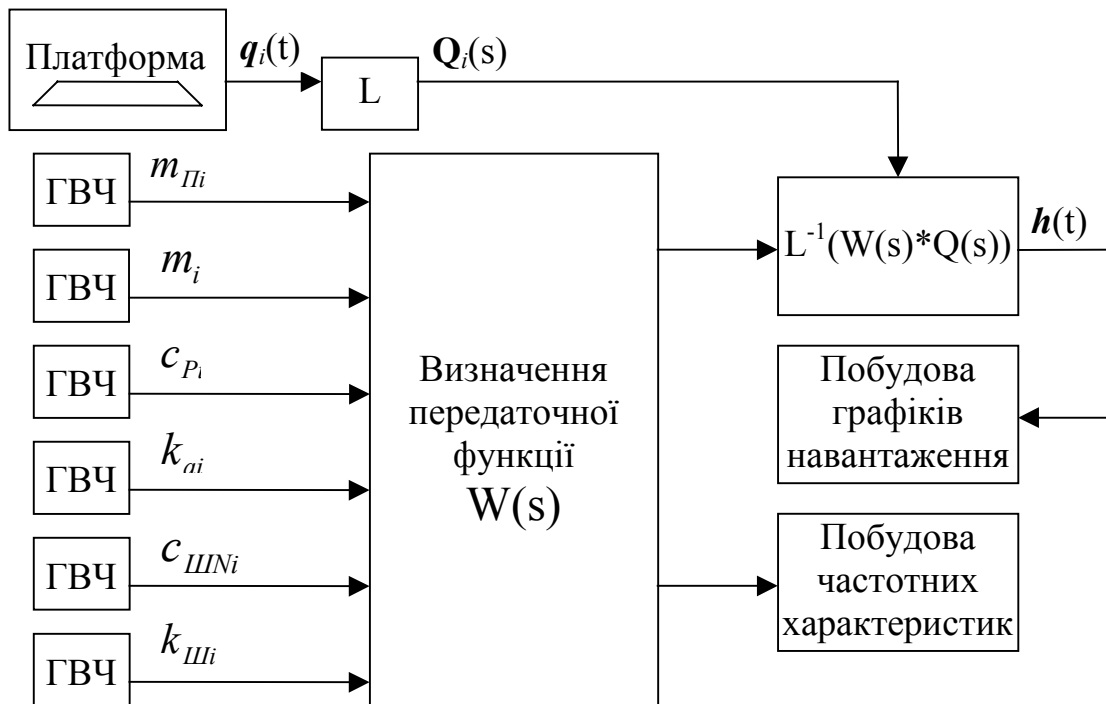 Платформа
qi(t)
L
Qi(s)
ГВЧ
mПi
ГВЧ
mi
ГВЧ
cPi
ГВЧ
kai
ГВЧ
cШNi
ГВЧ
kШi
Визначення
передаточної
функції
W(s)
L-1(W(s)*Q(s))
h(t)
Побудова
графіків
навантаження
Побудова
частотних
характеристик